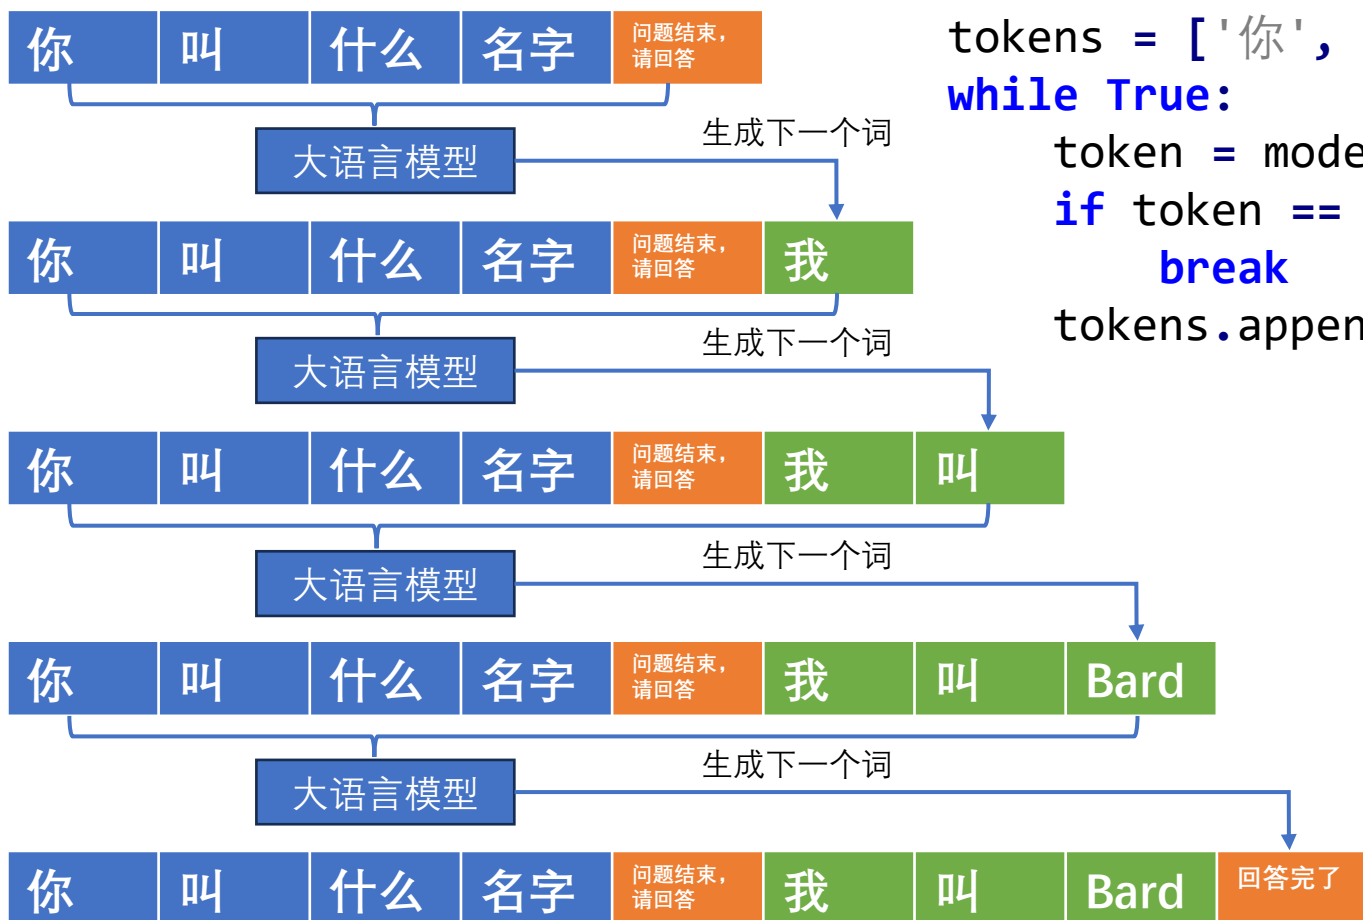 你 叫 什么 名字 问题结束，
请回答
大语言模型
生成下一个词
你 叫 什么 名字 问题结束，
请回答 我
大语言模型
生成下一个词
你 叫 什么 名字 问题结束，
请回答 我 叫
大语言模型
生成下一个词
你 叫 什么 名字 问题结束，
请回答 我 叫 Bard
大语言模型
生成下一个词
你 叫 什么 名字 问题结束，
请回答 我 叫 Bard 回答完了
tokens = ['你',
while True:
    token = mode
    if token ==
        break
    tokens.appen